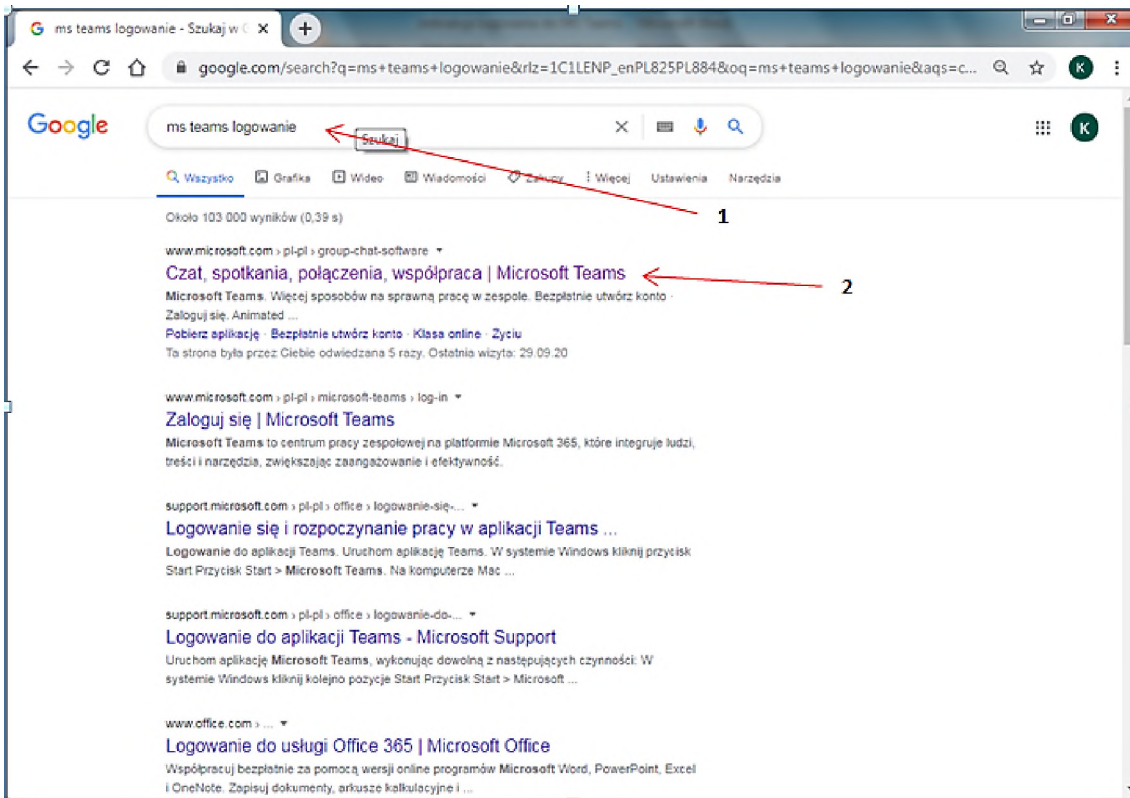 ms teams logowanie - Szukaj w G
google.com/search?q=ms+teams+logowanie&rlz=1C1LENP_enPL825PL884&oq=ms+teams+logowanie&aqs=c...
K
Google
ms teams logowanie
Szukaj
K
Wszystko Grafika Wideo Wiadomości Zakupy Więcej Ustawienia Narzędzia
1
Około 103 000 wyników (0,39 s)
www.microsoft.com › pl-pl › group-chat-software
Czat, spotkania, połączenia, współpraca | Microsoft Teams
2
Microsoft Teams. Więcej sposobów na sprawną pracę w zespole. Bezpłatnie utwórz konto ·
Zaloguj się. Animated ...
Pobierz aplikację · Bezpłatnie utwórz konto · Klasa online · Życiu
Ta strona była przez Ciebie odwiedzana 5 razy. Ostatnia wizyta: 29.09.20
www.microsoft.com › pl-pl › microsoft-teams › log-in
Zaloguj się | Microsoft Teams
Microsoft Teams to centrum pracy zespołowej na platformie Microsoft 365, które integruje ludzi,
treści i narzędzia, zwiększając zaangażowanie i efektywność.
support.microsoft.com › pl-pl › office › logowanie-się-...
Logowanie się i rozpoczynanie pracy w aplikacji Teams ...
Logowanie do aplikacji Teams. Uruchom aplikację Teams. W systemie Windows kliknij przycisk
Start Przycisk Start > Microsoft Teams. Na komputerze Mac ...
support.microsoft.com › pl-pl › office › logowanie-do-...
Logowanie do aplikacji Teams - Microsoft Support
Uruchom aplikację Microsoft Teams, wykonując dowolną z następujących czynności: W
systemie Windows kliknij kolejno pozycje Start Przycisk Start > Microsoft ...
www.office.com › ...
Logowanie do usługi Office 365 | Microsoft Office
Współpracuj bezpłatnie za pomocą wersji online programów Microsoft Word, PowerPoint, Excel
i OneNote. Zapisuj dokumenty, arkusze kalkulacyjne i ...